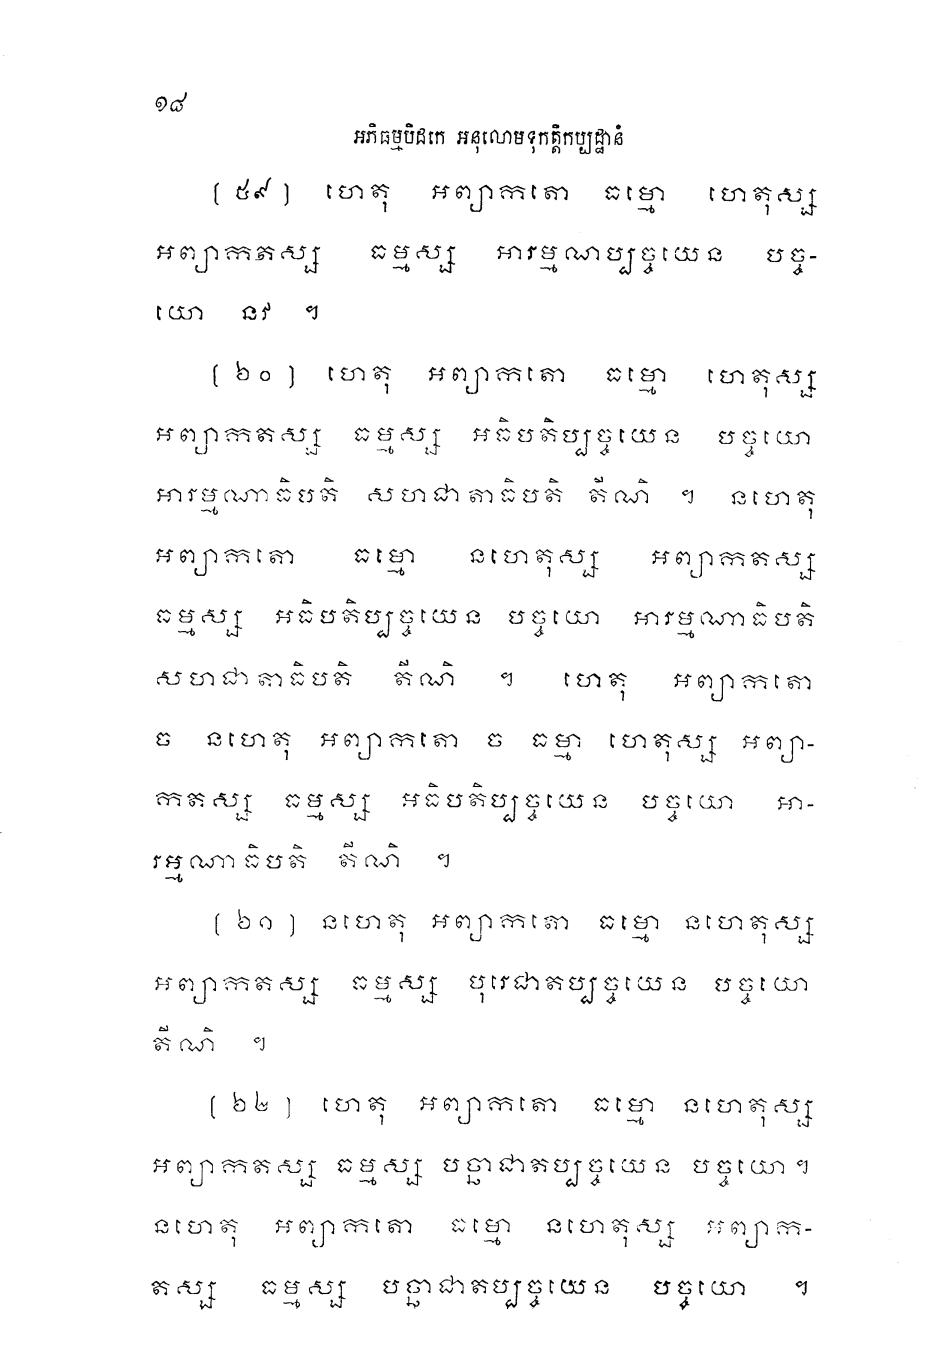 ១៨
អភិធម្មបិដកេ អនុលោមទុកត្តិកប្បដ្ឋានំ
[ ៥៩ ] ហេតុ អព្យាកតោ ធម្មោ ហេតុស្ស
អព្យាកតស្ស ធម្មស្ស អារម្មណប្បច្ចយេន បច្ច-
យោ នវ ។
[ ៦០ ] ហេតុ អព្យាកតោ ធម្មោ ហេតុស្ស
អព្យាកតស្ស ធម្មស្ស អធិបតិប្បច្ចយេន បច្ចយោ
អារម្មណាធិបតិ សហជាតាធិបតិ តីណិ ។ នហេតុ
អព្យាកតោ ធម្មោ នហេតុស្ស អព្យាកតស្ស
ធម្មស្ស អធិបតិប្បច្ចយេន បច្ចយោ អារម្មណាធិបតិ
សហជាតាធិបតិ តីណិ ។ ហេតុ អព្យាកតោ
ច នហេតុ អព្យាកតោ ច ធម្មា ហេតុស្ស អព្យា-
កតស្ស ធម្មស្ស អធិបតិប្បច្ចយេន បច្ចយោ អា-
រម្មណាធិបតិ តីណិ ។
[ ៦១ ] នហេតុ អព្យាកតោ ធម្មោ នហេតុស្ស
អព្យាកតស្ស ធម្មស្ស បុរេជាតប្បច្ចយេន បច្ចយោ
តីណិ ។
[ ៦២ ] ហេតុ អព្យាកតោ ធម្មោ នហេតុស្ស
អព្យាកតស្ស ធម្មស្ស បច្ឆាជាតប្បច្ចយេន បច្ចយោ។
នហេតុ អព្យាកតោ ធម្មោ នហេតុស្ស អព្យាក-
តស្ស ធម្មស្ស បច្ឆាជាតប្បច្ចយេន បច្ចយោ ។